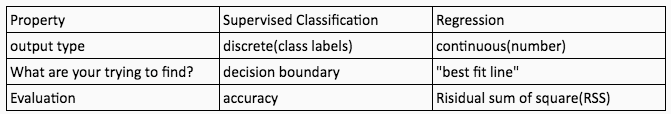 Property Supervised Classification Regression
output type discrete(class labels) continuous(number)
What are your trying to find? decision boundary "best fit line"
Evaluation accuracy Risidual sum of square(RSS)